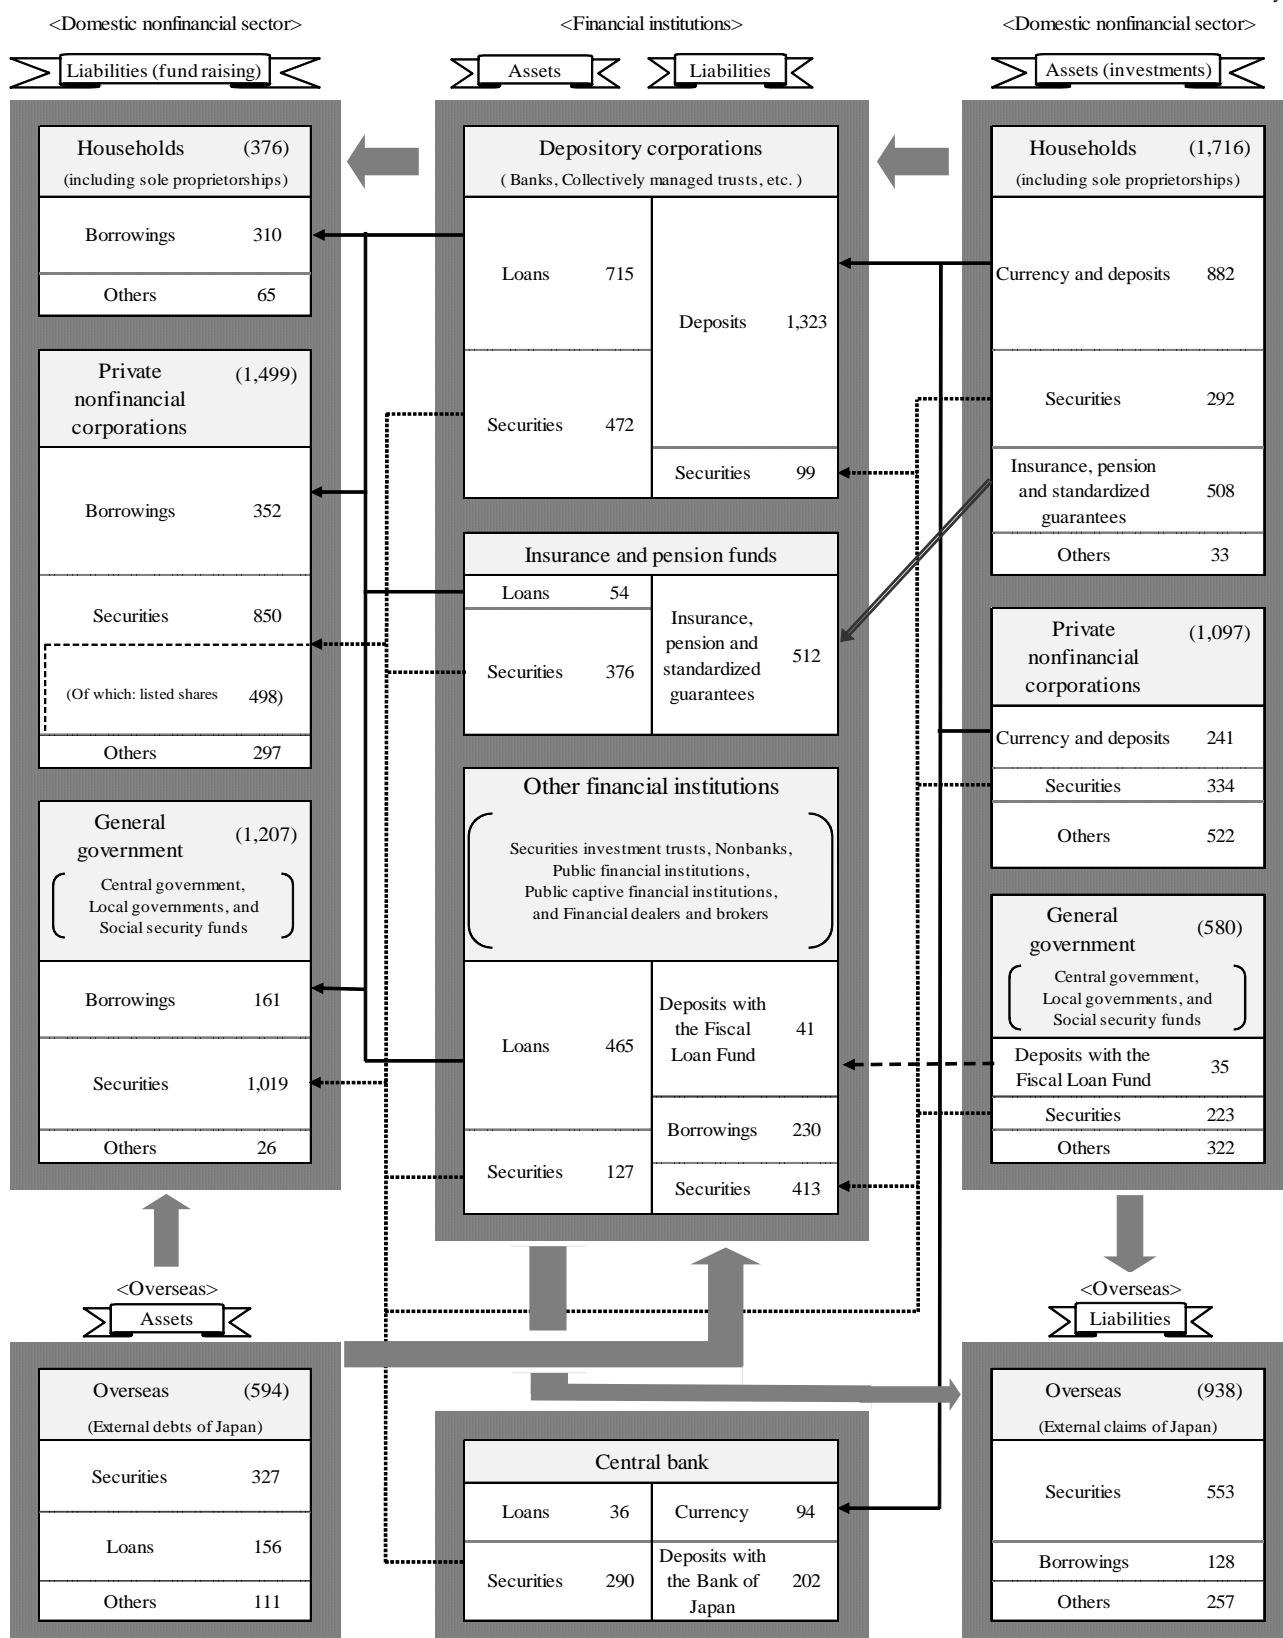 <Domestic nonfinancial sector>
Liabilities (fund raising)
Households (376)
(including sole proprietorships)
Borrowings 310
Others 65
Private
nonfinancial
corporations
(1,499)
Borrowings 352
Securities 850
(Of which: listed shares 498)
Others 297
General
government
(1,207)
Central government,
Local governments, and
Social security funds
Borrowings 161
Securities 1,019
Others 26
<Overseas>
Assets
Overseas (594)
(External debts of Japan)
Securities 327
Loans 156
Others 111
<Financial institutions>
Assets
Liabilities
Depository corporations
( Banks, Collectively managed trusts, etc. )
Loans 715
Securities 472
Deposits 1,323
Securities 99
Insurance and pension funds
Loans 54
Securities 376
Insurance,
pension and
standardized
guarantees
512
Other financial institutions
Securities investment trusts, Nonbanks,
Public financial institutions,
Public captive financial institutions,
and Financial dealers and brokers
Loans 465
Securities 127
Deposits with
the Fiscal
Loan Fund
41
Borrowings 230
Securities 413
Central bank
Loans 36
Securities 290
Currency 94
Deposits with
the Bank of
Japan
202
<Domestic nonfinancial sector>
Assets (investments)
Households (1,716)
(including sole proprietorships)
Currency and deposits 882
Securities 292
Insurance, pension
and standardized
guarantees
508
Others 33
Private
nonfinancial
corporations
(1,097)
Currency and deposits 241
Securities 334
Others 522
General
government
(580)
Central government,
Local governments, and
Social security funds
Deposits with the
Fiscal Loan Fund
35
Securities 223
Others 322
<Overseas>
Liabilities
Overseas (938)
(External claims of Japan)
Securities 553
Borrowings 128
Others 257